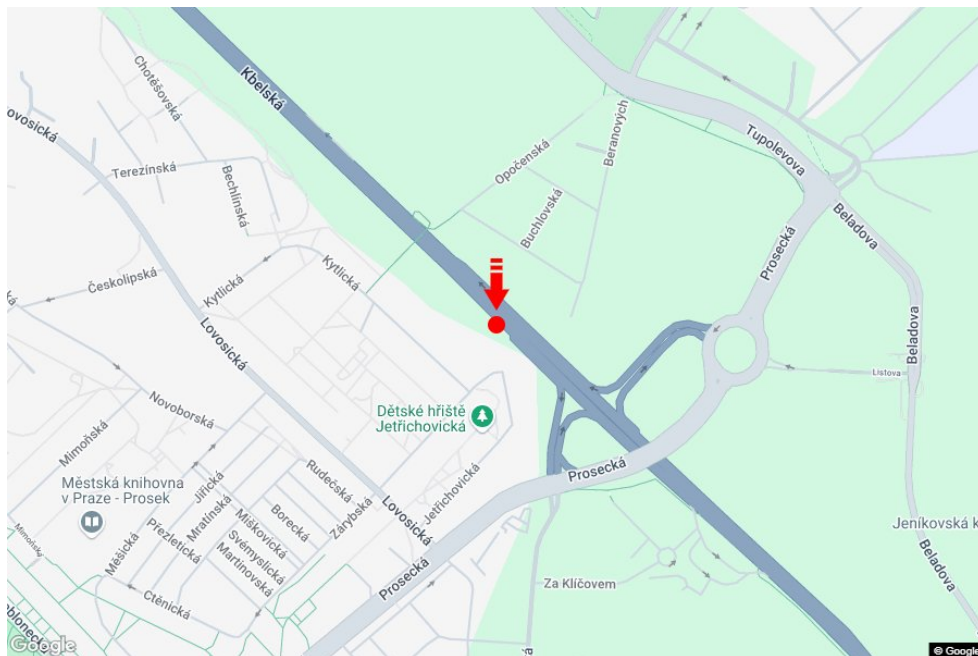 Chotěšovská
Kbelská
Tupolevova
Lovosická
Terezínská
Bechlínská
Opočenská
Beranových
Buchlovská
Beladova
Prosecká
Českolipská
Kytlická
Kytlická
Lovosická
Beladova
Listova
Novoborská
Dětské hřiště
Jetřichovická
Mimoňská
Městská knihovna
v Praze - Prosek
Jiřická
Rudečská
Borecká
Zárybská
Lovosická
Jetřichovická
Prosecká
Mimoňská
Měšická
Přezletická
Mratínská
Miškovická
Svémyslická
Martinovská
Ctěnická
Prosecká
Za Klíčovem
Jeníkovská k
Beladova
Google
© Google